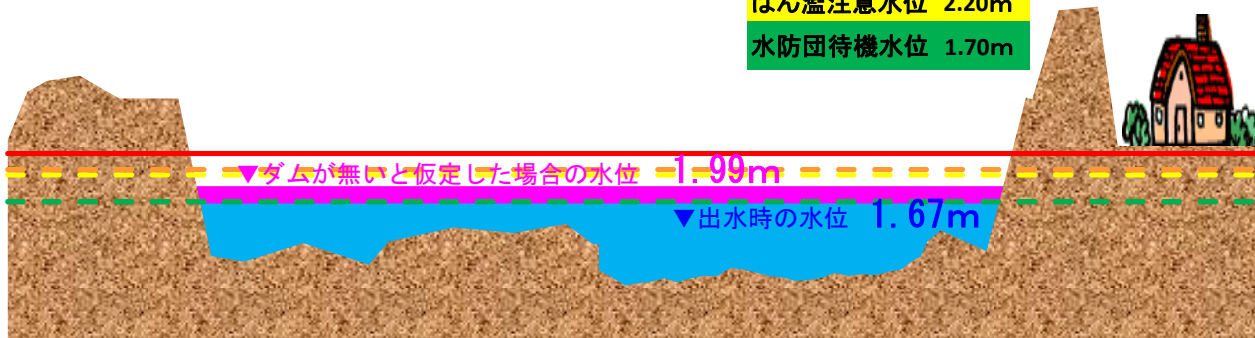 はん濫注意水位 2.20m
水防団待機水位 1.70m
▼ダムが無いと仮定した場合の水位 1.99m
▼出水時の水位 1.67m